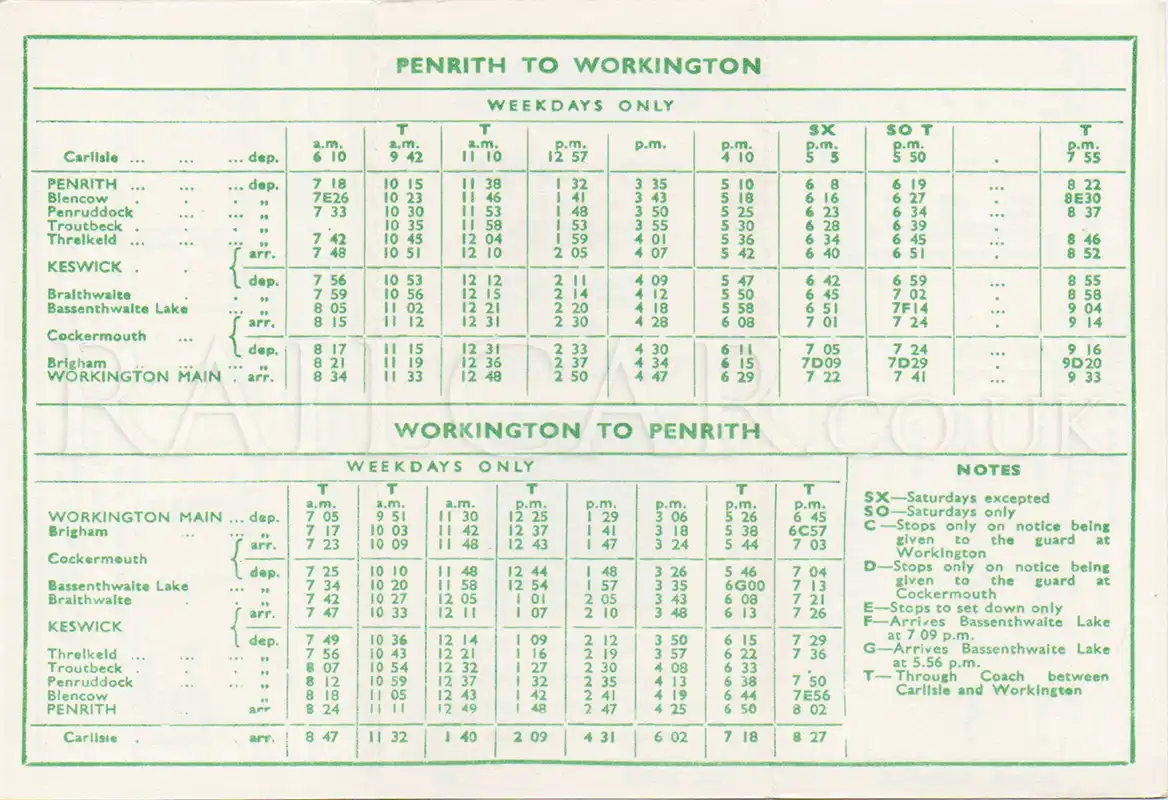 PENRITH TO WORKINGTON
WEEKDAYS ONLY
T T SX SO T T
a.m. a.m. a.m. p.m. p.m. p.m. p.m. p.m. p.m.
Carlisle ... ... ... dep. 6 10 9 42 11 10 12 57 4 10 5 5 5 50 . 7 55
PENRITH ... ... ... dep. 7 18 10 15 11 38 1 32 3 35 5 10 6 8 6 19 ... 8 22
Blencow . . . „ 7E26 10 23 11 46 1 41 3 43 5 18 6 16 6 27 . 8E30
Penruddock ... ... „ 7 33 10 30 11 53 1 48 3 50 5 25 6 23 6 34 ... 8 37
Troutbeck . . . „ . 10 35 11 58 1 53 3 55 5 30 6 28 6 39 .
Threlkeld ... ... ... „ 7 42 10 45 12 04 1 59 4 01 5 36 6 34 6 45 ... 8 46
arr. 7 48 10 51 12 10 2 05 4 07 5 42 6 40 6 51 . 8 52
KESWICK . .
dep. 7 56 10 53 12 12 2 11 4 09 5 47 6 42 6 59 ... 8 55
Braithwaite . . „ 7 59 10 56 12 15 2 14 4 12 5 50 6 45 7 02 . 8 58
Bassenthwaite Lake ... „ 8 05 11 02 12 21 2 20 4 18 5 58 6 51 7F14 ... 9 04
arr. 8 15 11 12 12 31 2 30 4 28 6 08 7 01 7 24 . 9 14
Cockermouth ...
dep. 8 17 11 15 12 31 2 33 4 30 6 11 7 05 7 24 ... 9 16
Brigham . . „ 8 21 11 19 12 36 2 37 4 34 6 15 7D09 7D29 . 9D20
WORKINGTON MAIN . arr. 8 34 11 33 12 48 2 50 4 47 6 29 7 22 7 41 ... 9 33
RAILCAR.CO.UK
WORKINGTON TO PENRITH
WEEKDAYS ONLY
T T T T T
a.m. a.m. a.m. p.m. p.m. p.m. p.m. p.m.
WORKINGTON MAIN ... dep. 7 05 9 51 11 30 12 25 1 29 3 06 5 26 6 45
Brigham ... ... „ 7 17 10 03 11 42 12 37 1 41 3 18 5 38 6C57
arr. 7 23 10 09 11 48 12 43 1 47 3 24 5 44 7 03
Cockermouth .
dep. 7 25 10 10 11 48 12 44 1 48 3 26 5 46 7 04
Bassenthwaite Lake ... „ 7 34 10 20 11 58 12 54 1 57 3 35 6G00 7 13
Braithwaite . . „ 7 42 10 27 12 05 1 01 2 05 3 43 6 08 7 21
arr. 7 47 10 33 12 11 1 07 2 10 3 48 6 13 7 26
KESWICK
dep. 7 49 10 36 12 14 1 09 2 12 3 50 6 15 7 29
Threlkeld ... ... ... „ 7 56 10 43 12 21 1 16 2 19 3 57 6 22 7 36
Troutbeck . . . „ 8 07 10 54 12 32 1 27 2 30 4 08 6 33 .
Penruddock ... ... „ 8 12 10 59 12 37 1 32 2 35 4 13 6 38 7 50
Blencow . . „ 8 18 11 05 12 43 1 42 2 41 4 19 6 44 7E56
PENRITH .. arr 8 24 11 11 12 49 1 48 2 47 4 25 6 50 8 02
Carlisle . . arr. 8 47 11 32 1 40 2 09 4 31 6 02 7 18 8 27
NOTES
SX—Saturdays excepted
SO—Saturdays only
C—Stops only on notice being
given to the guard at
Workington
D—Stops only on notice being
given to the guard at
Cockermouth
E—Stops to set down only
F—Arrives Bassenthwaite Lake
at 7 09 p.m.
G—Arrives Bassenthwaite Lake
at 5.56 p.m.
T—Through Coach between
Carlisle and Workington